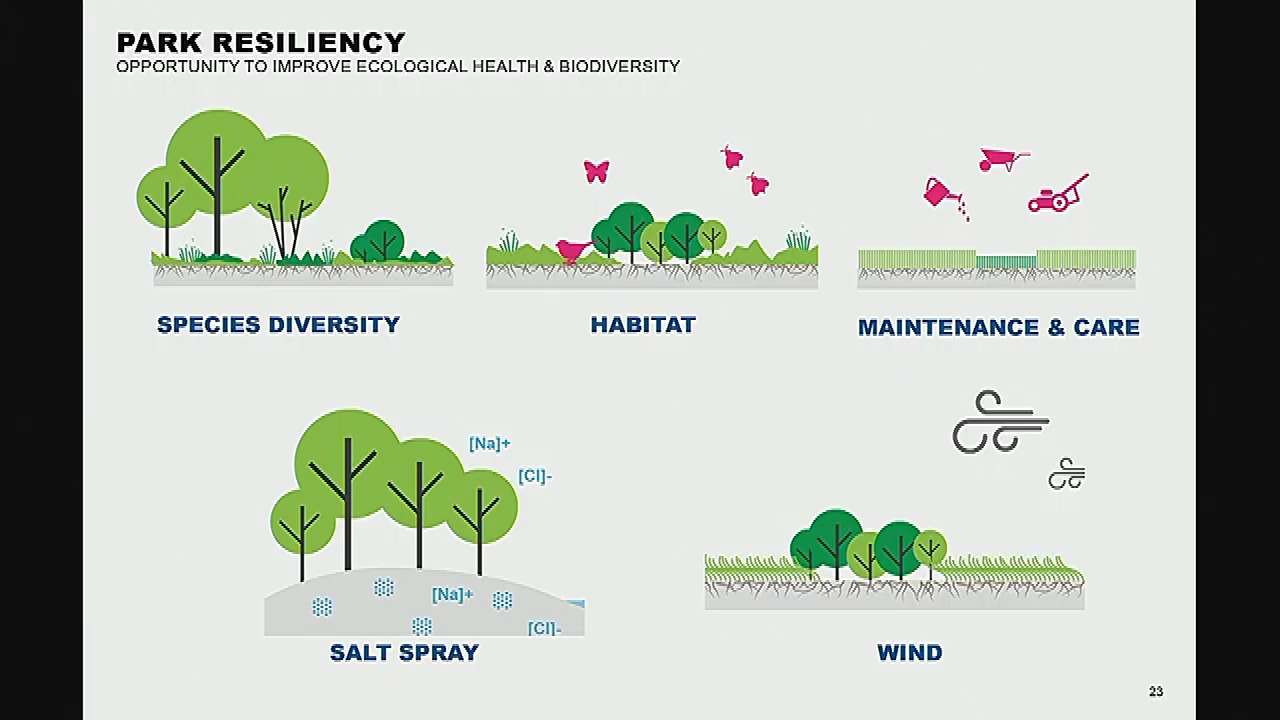 PARK RESILIENCY
OPPORTUNITY TO IMPROVE ECOLOGICAL HEALTH & BIODIVERSITY
SPECIES DIVERSITY
HABITAT
MAINTENANCE & CARE
[Na]+
[Cl]-
[Na]+
[Cl]-
SALT SPRAY
WIND
23